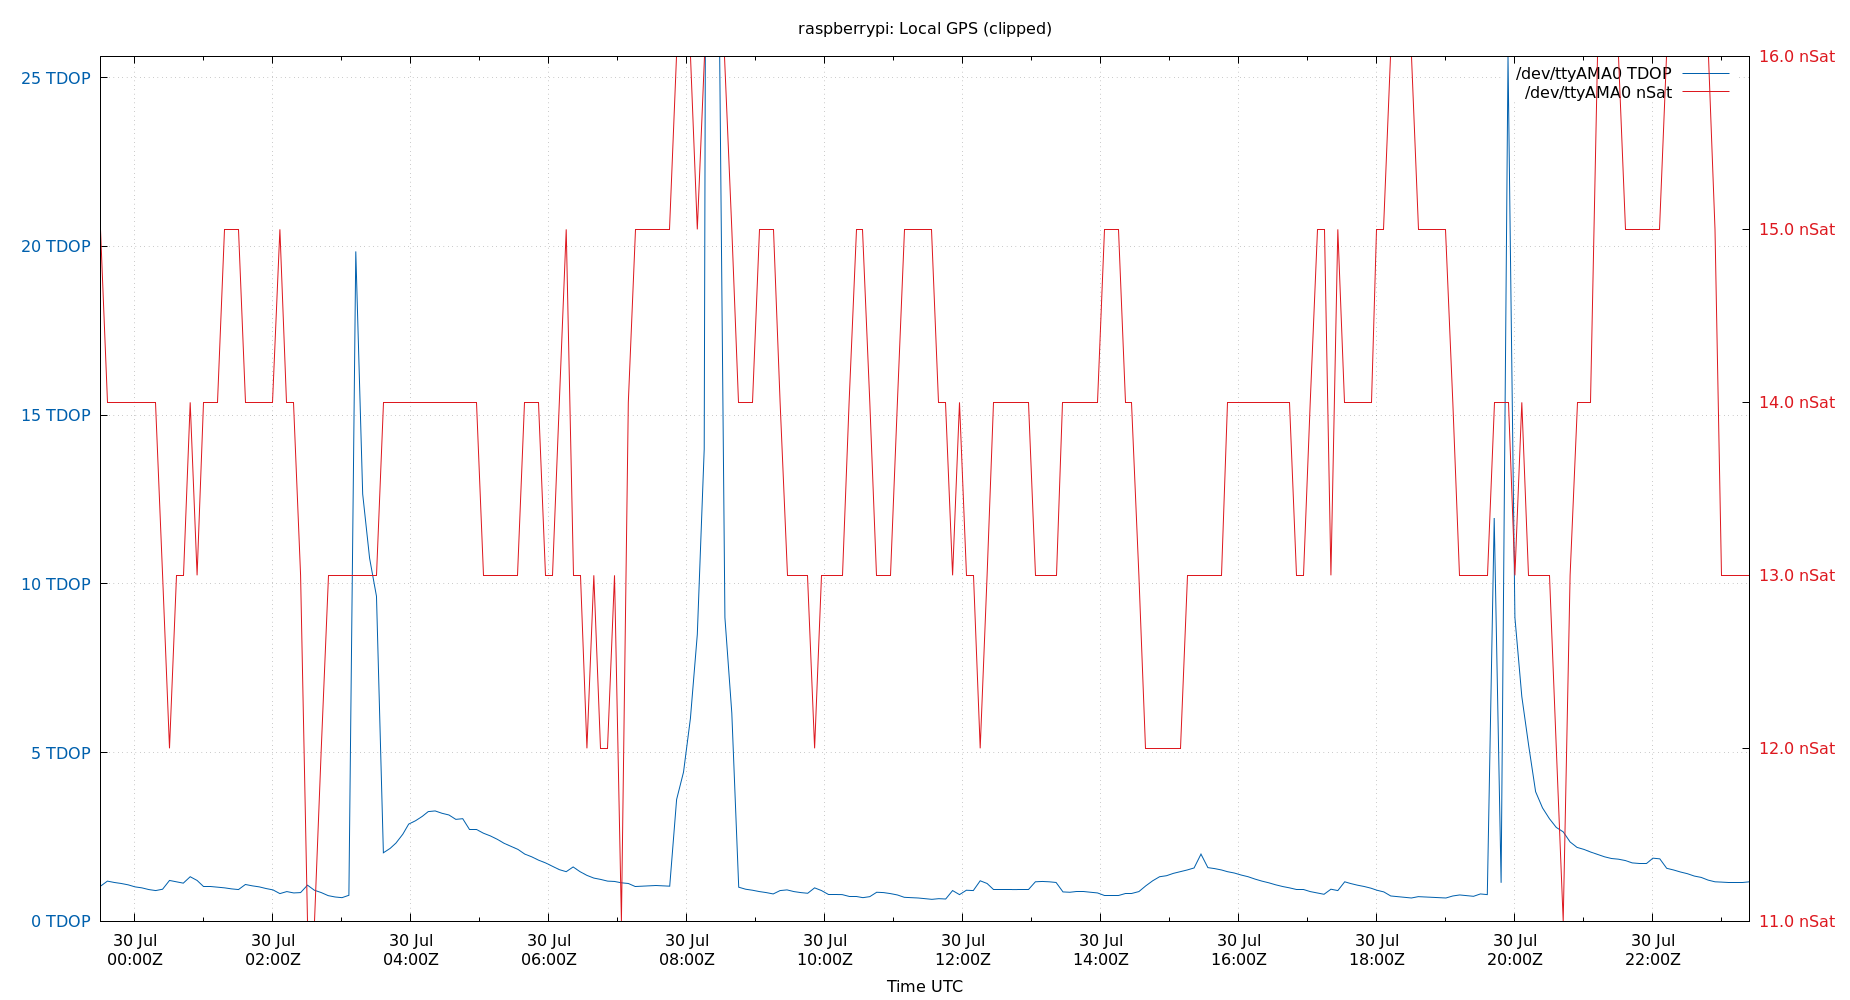 raspberrypi: Local GPS (clipped)
/dev/ttyAMA0 TDOP
/dev/ttyAMA0 nSat
25 TDOP
20 TDOP
15 TDOP
10 TDOP
5 TDOP
0 TDOP
16.0 nSat
15.0 nSat
14.0 nSat
13.0 nSat
12.0 nSat
11.0 nSat
30 Jul
00:00Z
30 Jul
02:00Z
30 Jul
04:00Z
30 Jul
06:00Z
30 Jul
08:00Z
30 Jul
10:00Z
30 Jul
12:00Z
30 Jul
14:00Z
30 Jul
16:00Z
30 Jul
18:00Z
30 Jul
20:00Z
30 Jul
22:00Z
Time UTC